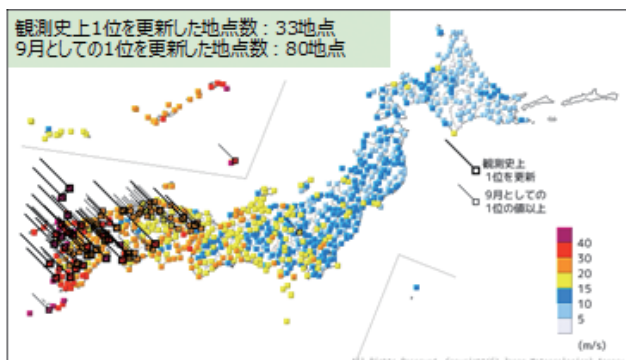 観測史上1位を更新した地点数：33地点
9月としての1位を更新した地点数：80地点
観測史上
1位を更新
9月としての
1位の値以上
40
30
20
15
10
5
(m/s)